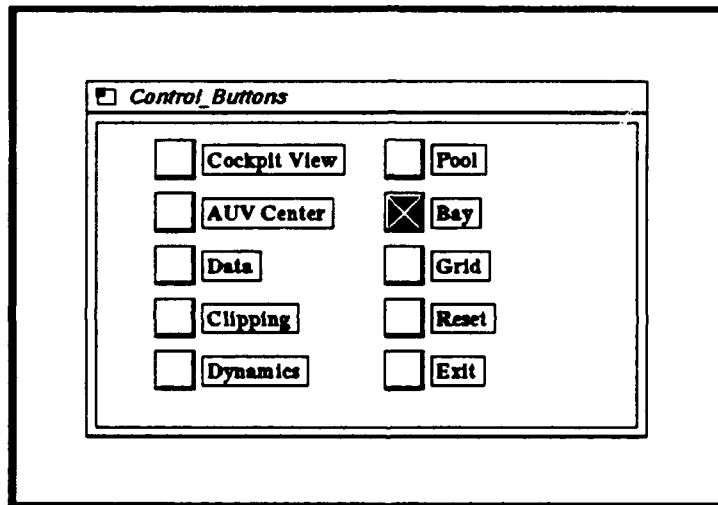 Control_Buttons
Cockpit View Pool
AUV Center Bay
Data Grid
Clipping Reset
Dynamics Exit